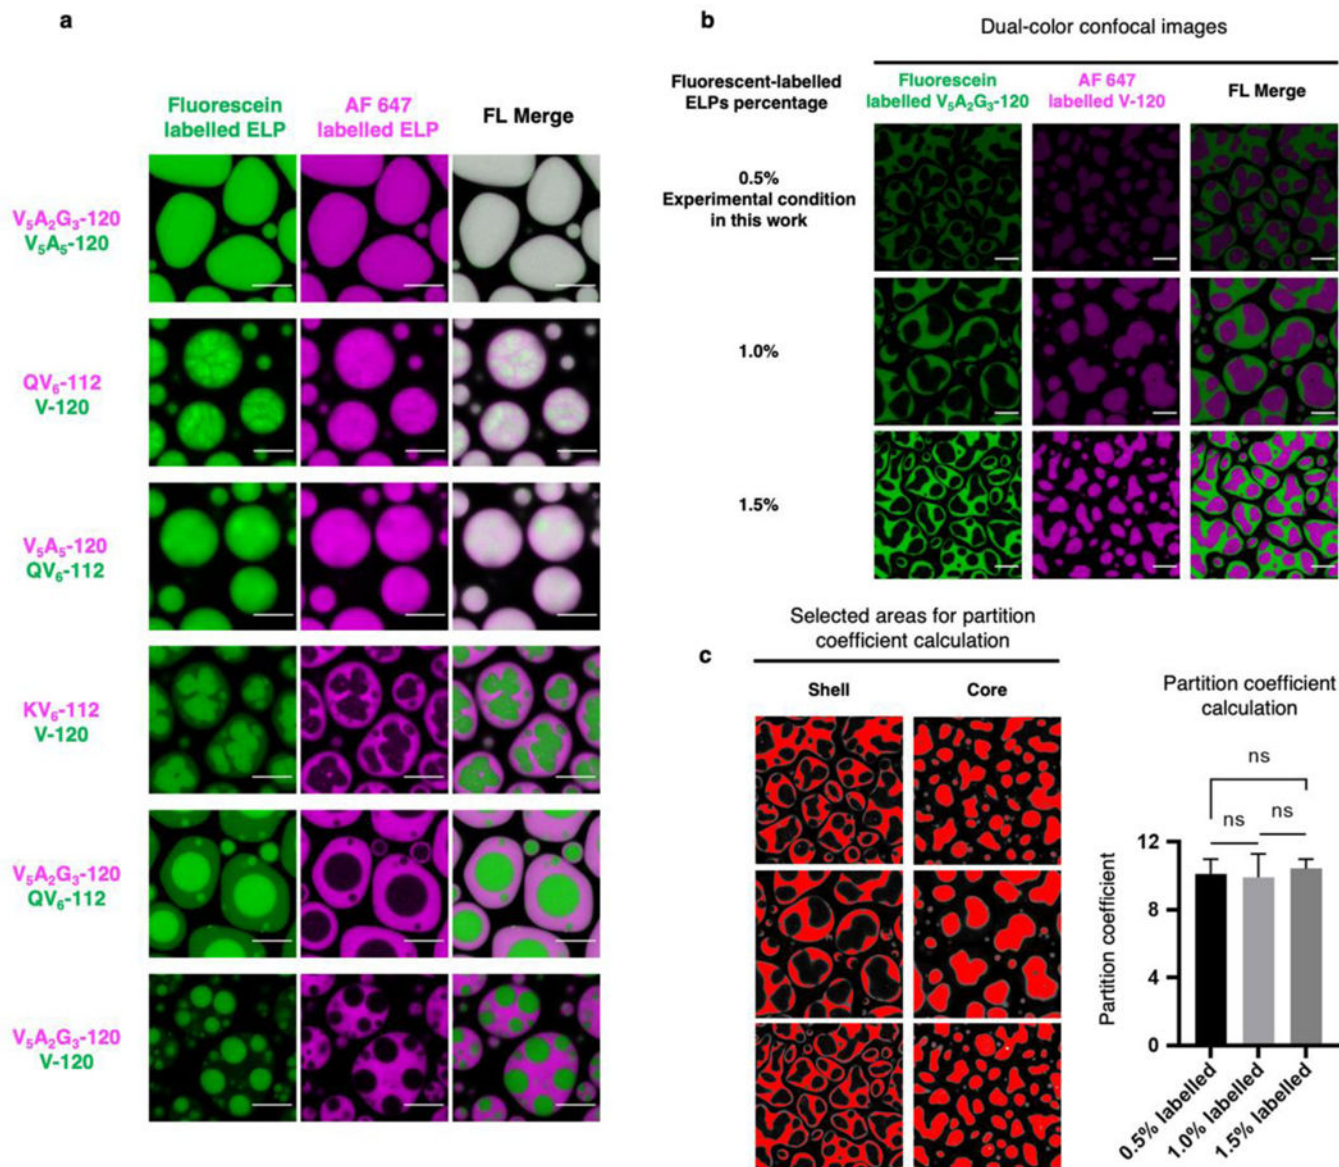 a
Fluorescein
labelled ELP
AF 647
labelled ELP
FL Merge
V₅A₂G₃-120
V₅A₅-120
QV₆-112
V-120
V₅A₅-120
QV₆-112
KV₆-112
V-120
V₅A₂G₃-120
QV₆-112
V₅A₂G₃-120
V-120
b
Dual-color confocal images
Fluorescent-labelled
ELPs percentage
Fluorescein
labelled V₅A₂G₃-120
AF 647
labelled V-120
FL Merge
0.5%
Experimental condition
in this work
1.0%
1.5%
c
Selected areas for partition
coefficient calculation
Shell
Core
Partition coefficient
calculation
ns
ns
ns
Partition coefficient
12
8
4
0
0.5% labelled
1.0% labelled
1.5% labelled